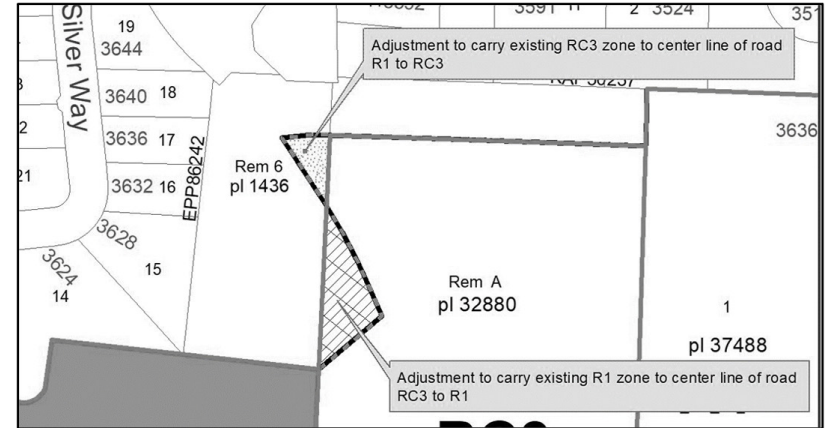 3591
2
3524
351
19
3644
Adjustment to carry existing RC3 zone to center line of road
R1 to RC3
Silver Way
3640 18
3636 17
3636
EPP86242
Rem 6
pl 1436
2
21
3632 16
3628
3624
15
14
Rem A
pl 32880
1
pl 37488
Adjustment to carry existing R1 zone to center line of road
RC3 to R1